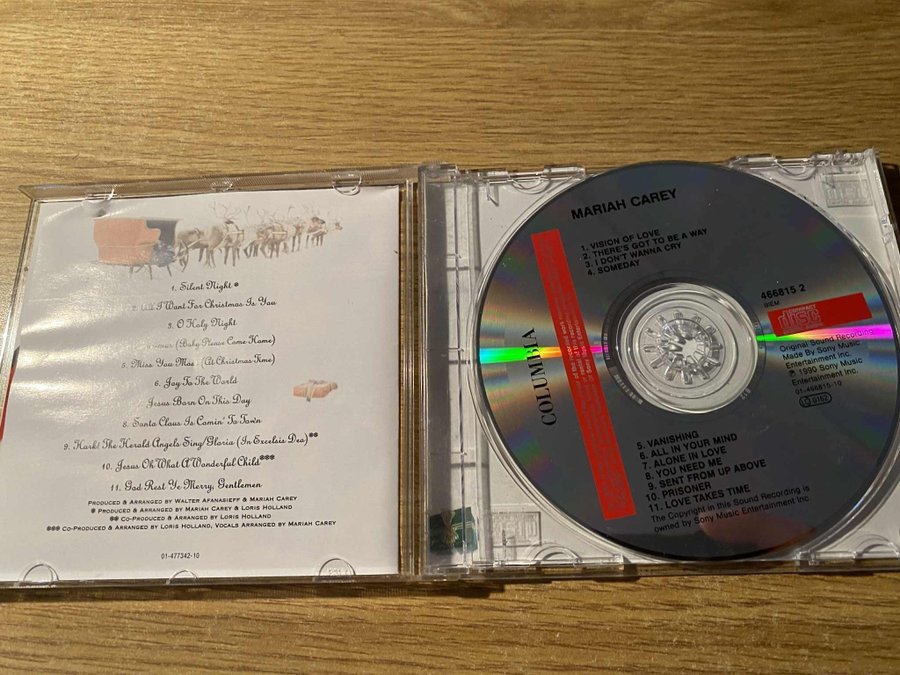 1. Silent Night *
I Want For Christmas Is You
3. O Holy Night
(Baby Please Come Home)
5. Miss You Most (At Christmas Time)
6. Joy To The World
Jesus Born On This Day
8. Santa Claus Is Comin' To Town
9. Hark! The Herald Angels Sing/Gloria (In Excelsis Deo)**
10. Jesus Oh What A Wonderful Child***
11. God Rest Ye Merry, Gentlemen
PRODUCED & ARRANGED BY WALTER AFANASIEFF & MARIAH CAREY
* PRODUCED & ARRANGED BY MARIAH CAREY & LORIS HOLLAND
** CO-PRODUCED & ARRANGED BY LORIS HOLLAND
*** CO-PRODUCED & ARRANGED BY LORIS HOLLAND, VOCALS ARRANGED BY MARIAH CAREY
01-477342-10
MARIAH CAREY
1. VISION OF LOVE
2. THERE'S GOT TO BE A WAY
3. I DON'T WANNA CRY
4. SOMEDAY
COLUMBIA
466815 2
BIEM
COMPACT
disc
Original Sound Recording
Made By Sony Music
Entertainment Inc.
℗ 1990 Sony Music
Entertainment Inc.
01-466815-10
LC 0162
5. VANISHING
6. ALL IN YOUR MIND
7. ALONE IN LOVE
8. YOU NEED ME
9. SENT FROM UP ABOVE
10. PRISONER
11. LOVE TAKES TIME
The Copyright in this Sound Recording is
owned by Sony Music Entertainment Inc